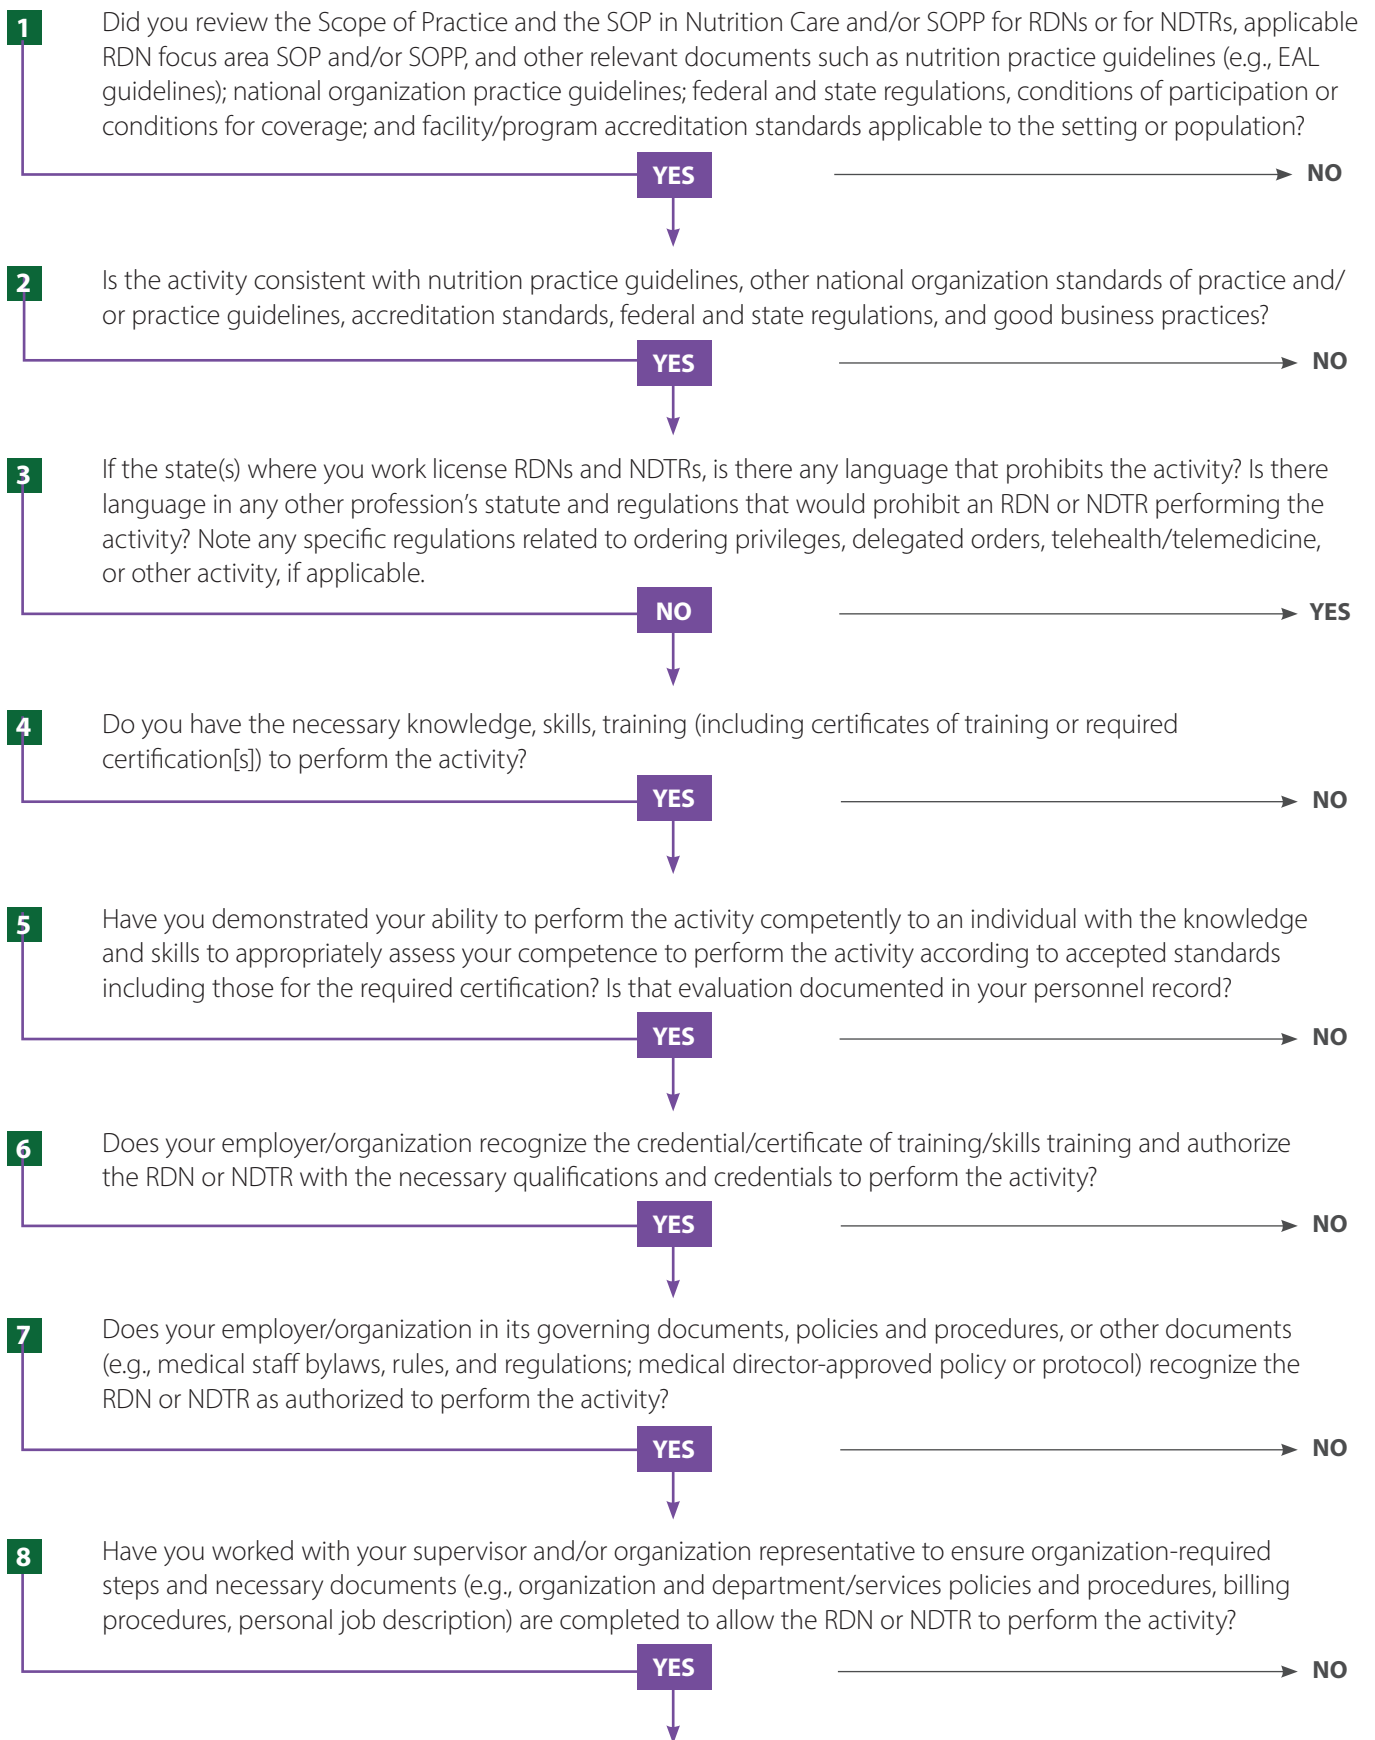 1
Did you review the Scope of Practice and the SOP in Nutrition Care and/or SOPP for RDNs or for NDTRs, applicable
RDN focus area SOP and/or SOPP, and other relevant documents such as nutrition practice guidelines (e.g., EAL
guidelines); national organization practice guidelines; federal and state regulations, conditions of participation or
conditions for coverage; and facility/program accreditation standards applicable to the setting or population?
YES
NO
2
Is the activity consistent with nutrition practice guidelines, other national organization standards of practice and/
or practice guidelines, accreditation standards, federal and state regulations, and good business practices?
YES
NO
3
If the state(s) where you work license RDNs and NDTRs, is there any language that prohibits the activity? Is there
language in any other profession's statute and regulations that would prohibit an RDN or NDTR performing the
activity? Note any specific regulations related to ordering privileges, delegated orders, telehealth/telemedicine,
or other activity, if applicable.
NO
YES
4
Do you have the necessary knowledge, skills, training (including certificates of training or required
certification[s]) to perform the activity?
YES
NO
5
Have you demonstrated your ability to perform the activity competently to an individual with the knowledge
and skills to appropriately assess your competence to perform the activity according to accepted standards
including those for the required certification? Is that evaluation documented in your personnel record?
YES
NO
6
Does your employer/organization recognize the credential/certificate of training/skills training and authorize
the RDN or NDTR with the necessary qualifications and credentials to perform the activity?
YES
NO
7
Does your employer/organization in its governing documents, policies and procedures, or other documents
(e.g., medical staff bylaws, rules, and regulations; medical director-approved policy or protocol) recognize the
RDN or NDTR as authorized to perform the activity?
YES
NO
8
Have you worked with your supervisor and/or organization representative to ensure organization-required
steps and necessary documents (e.g., organization and department/services policies and procedures, billing
procedures, personal job description) are completed to allow the RDN or NDTR to perform the activity?
YES
NO